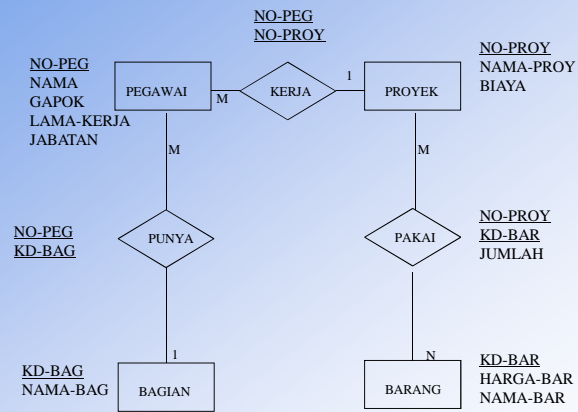 NO-PEG
NO-PROY
NO-PEG
NAMA
GAPOK
LAMA-KERJA
JABATAN
PEGAWAI
M
KERJA
1
PROYEK
NO-PROY
NAMA-PROY
BIAYA
M
M
NO-PEG
KD-BAG
PUNYA
PAKAI
NO-PROY
KD-BAR
JUMLAH
1
N
KD-BAG
NAMA-BAG
BAGIAN
BARANG
KD-BAR
HARGA-BAR
NAMA-BAR